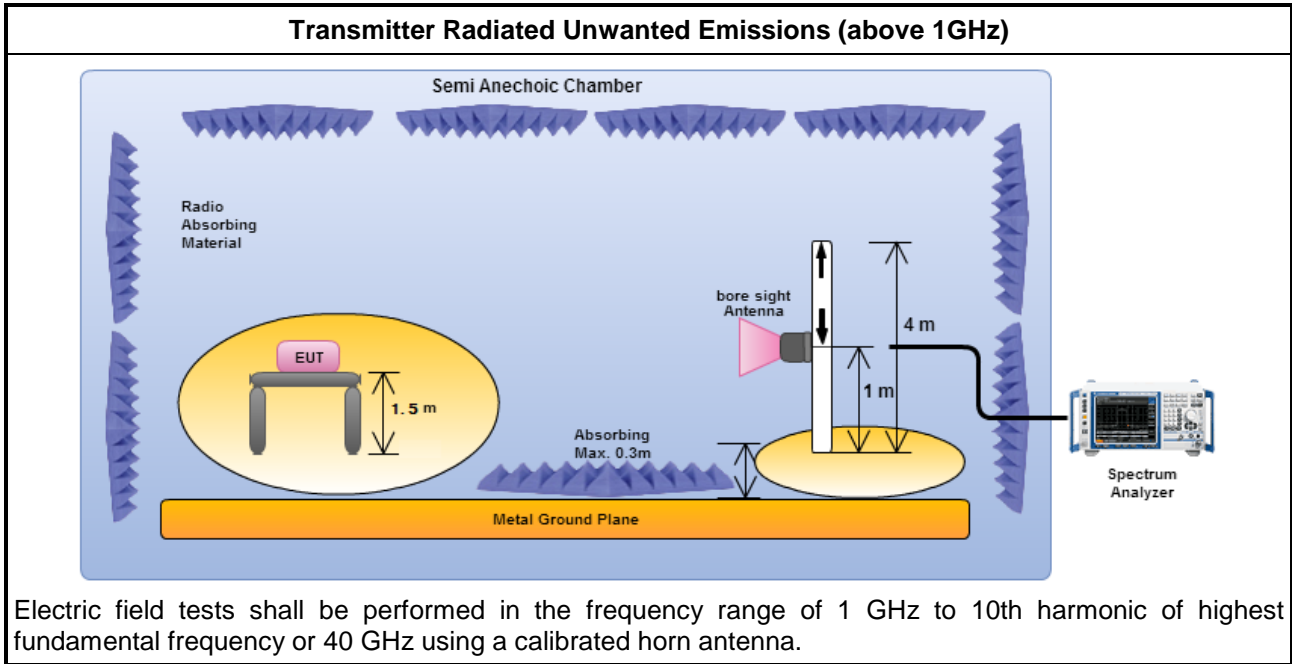 Transmitter Radiated Unwanted Emissions (above 1GHz)
Semi Anechoic Chamber
Radio
Absorbing
Material
bore sight
Antenna
4 m
EUT
1 m
1. 5 m
Absorbing
Max. 0.3m
Spectrum
Analyzer
Metal Ground Plane
Electric field tests shall be performed in the frequency range of 1 GHz to 10th harmonic of highest
fundamental frequency or 40 GHz using a calibrated horn antenna.